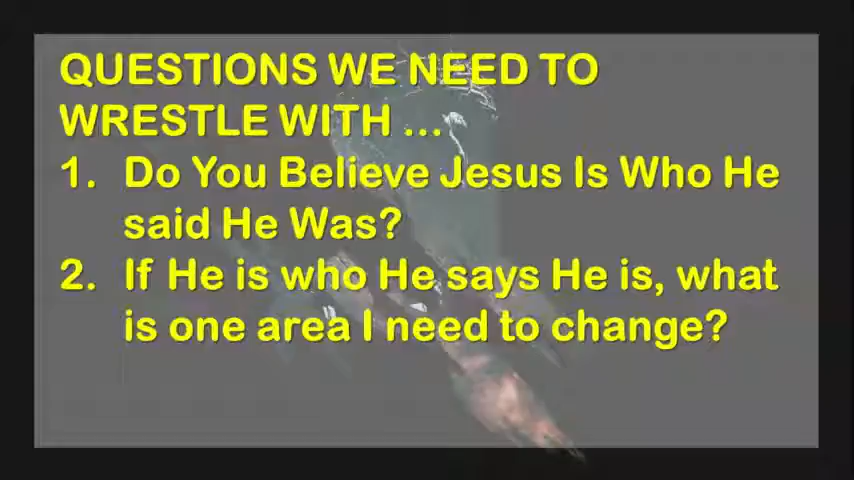 QUESTIONS WE NEED TO
WRESTLE WITH ...
1. Do You Believe Jesus Is Who He
said He Was?
2. If He is who He says He is, what
is one area I need to change?